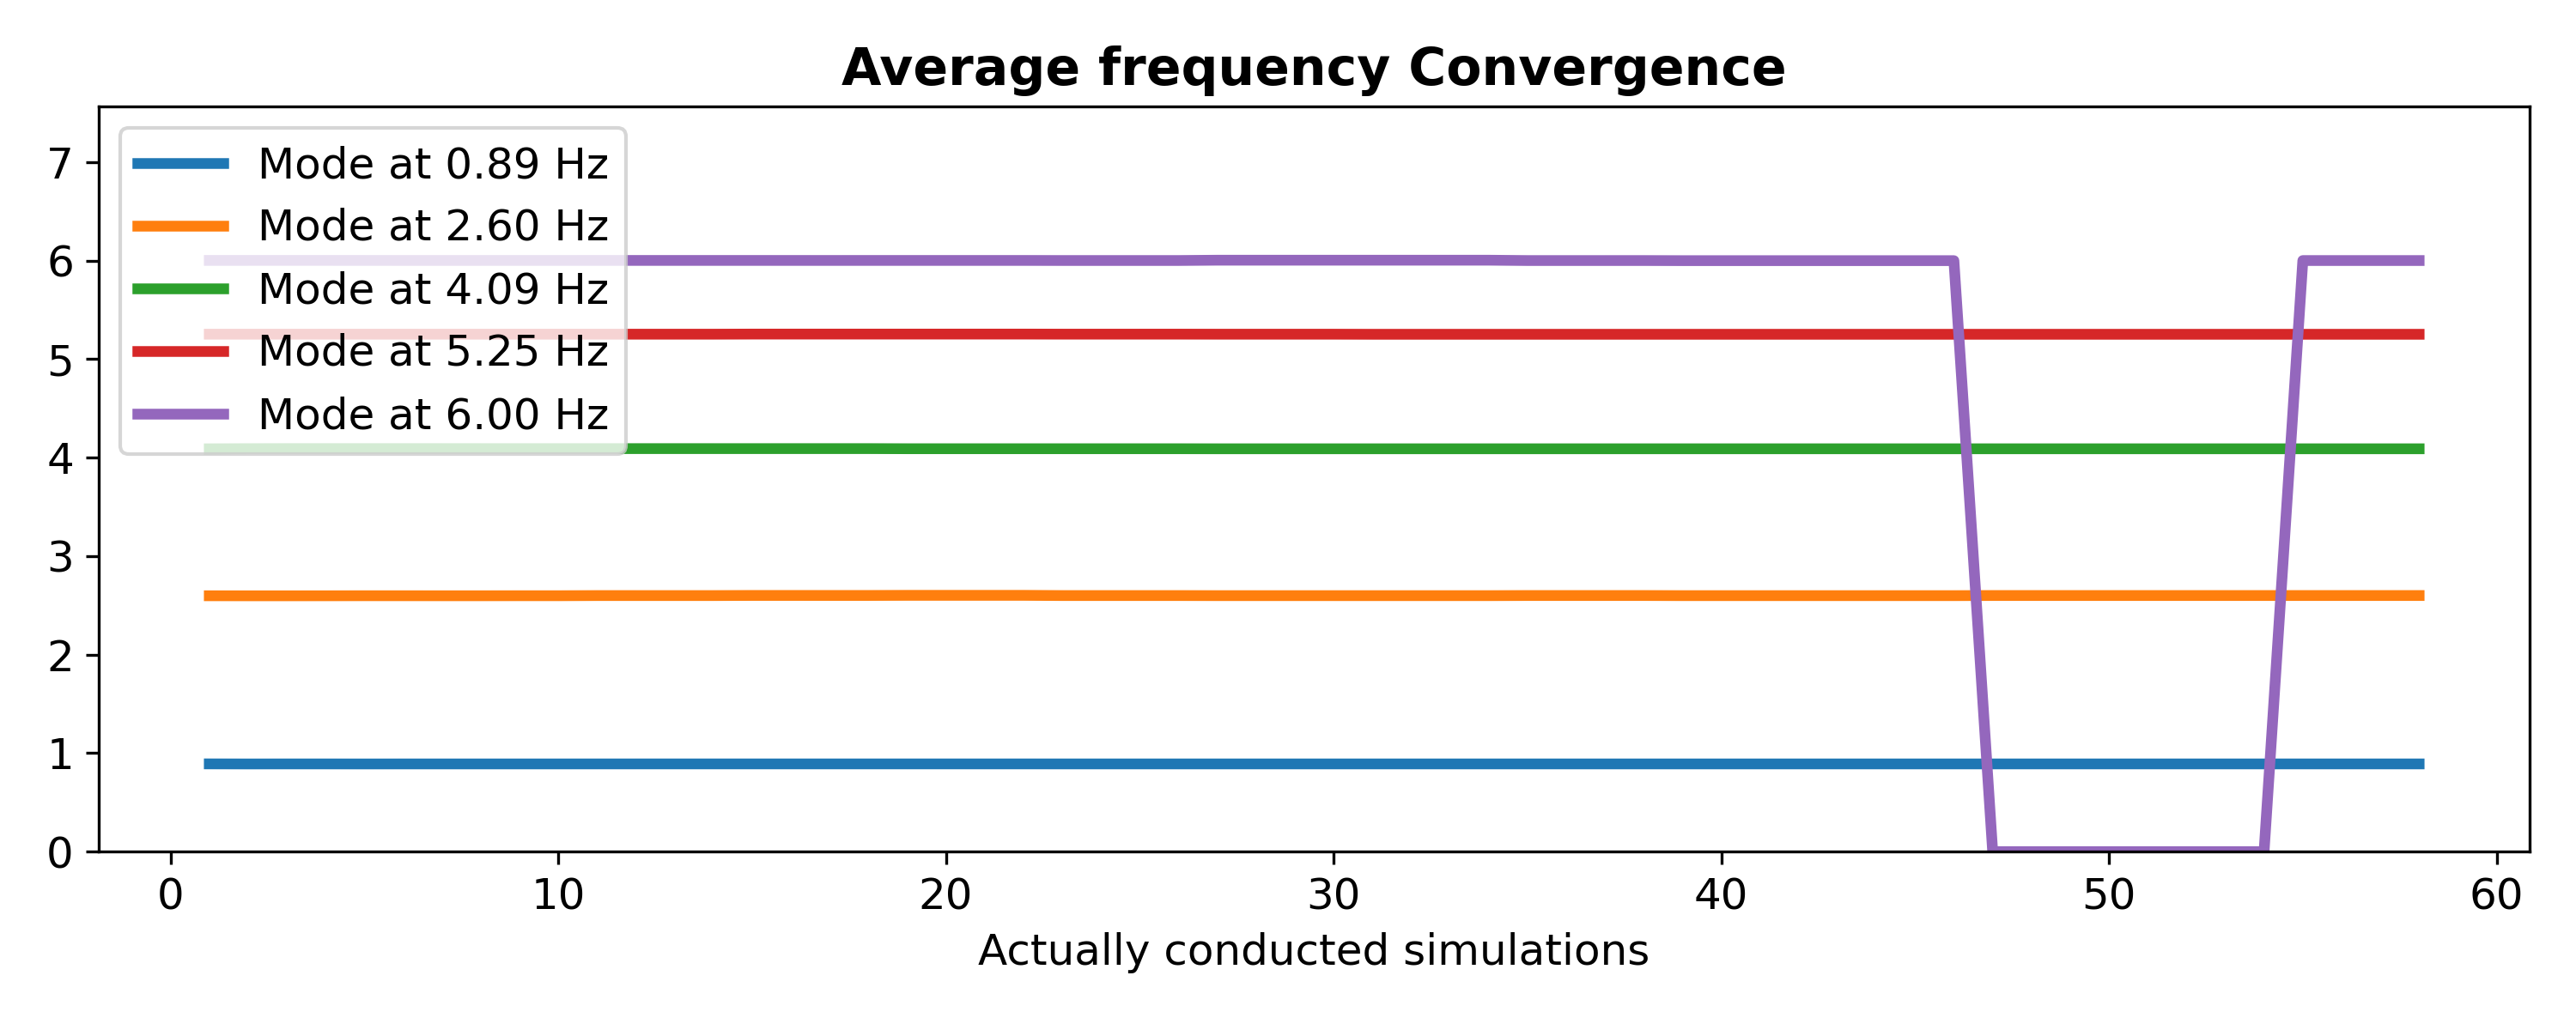 Average frequency Convergence
Mode at 0.89 Hz
Mode at 2.60 Hz
Mode at 4.09 Hz
Mode at 5.25 Hz
Mode at 6.00 Hz
7
6
5
4
3
2
1
0
0 10 20 30 40 50 60
Actually conducted simulations